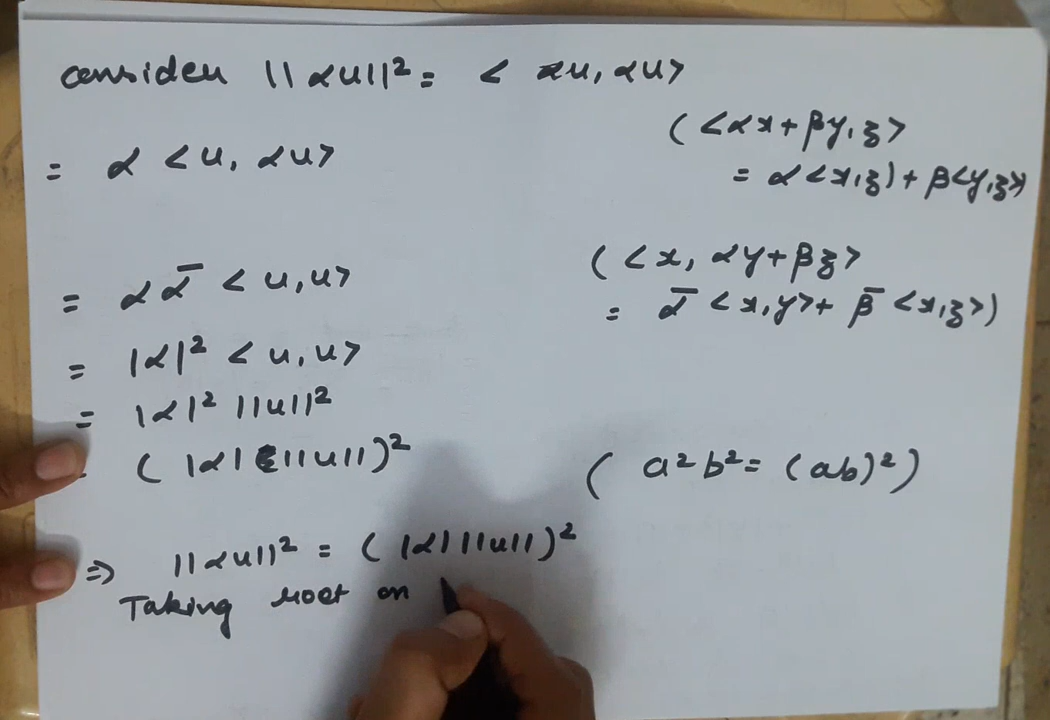 consider ||αu||² = < αu, αu>
(<αx + βy, z>
= α <u, αu>
= α<x,z) + β<y,z>
(<x, αy + βz>
= α ᾱ <u,u>
= ᾱ <x,y> + β̄ <x,z>)
= |α|² <u,u>
= |α|² ||u||²
( |α| ||u||)²
( a²b² = (ab)²)
⇒ ||αu||² = ( |α| ||u||)²
Taking root on